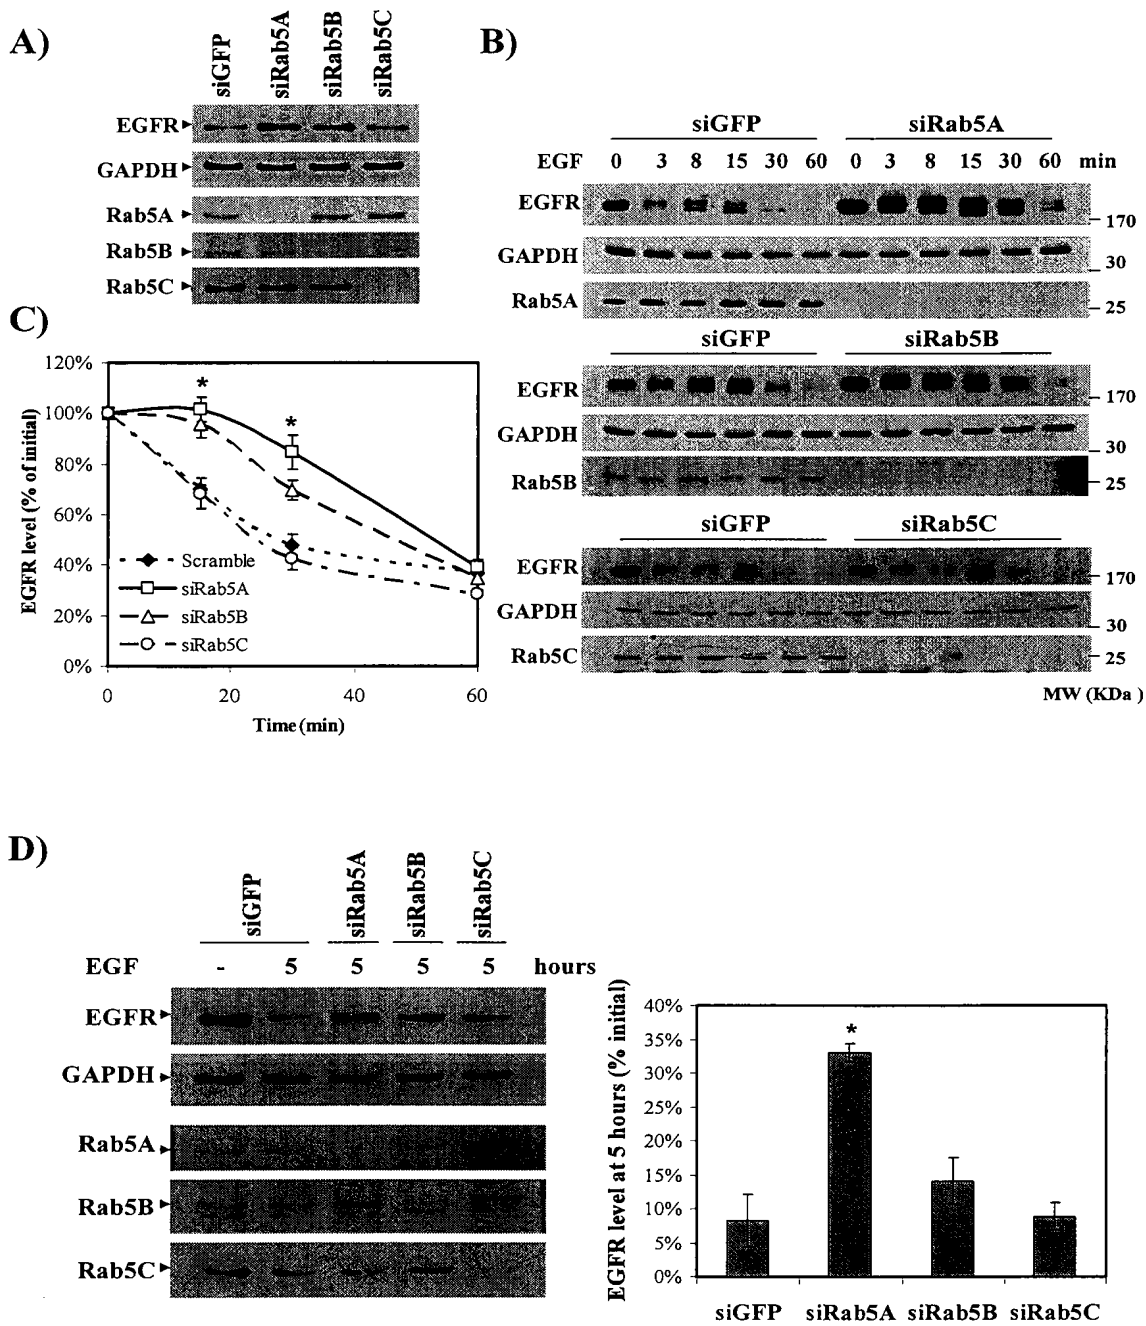 A)
siGFP
siRab5A
siRab5B
siRab5C
EGFR
GAPDH
Rab5A
Rab5B
Rab5C
B)
siGFP siRab5A
EGF 0 3 8 15 30 60 0 3 8 15 30 60 min
EGFR
170
GAPDH
30
Rab5A
25
siGFP siRab5B
EGFR
170
GAPDH
30
Rab5B
25
siGFP siRab5C
EGFR
170
GAPDH
30
Rab5C
25
MW (KDa )
C)
EGFR level (% of initial)
120%
100%
80%
60%
40%
20%
0%
*
*
Scramble
siRab5A
siRab5B
siRab5C
0 20 40 60
Time (min)
D)
siGFP
siRab5A
siRab5B
siRab5C
EGF - 5 5 5 5 hours
EGFR
GAPDH
Rab5A
Rab5B
Rab5C
EGFR level at 5 hours (% initial)
40%
35%
30%
25%
20%
15%
10%
5%
0%
*
siGFP siRab5A siRab5B siRab5C